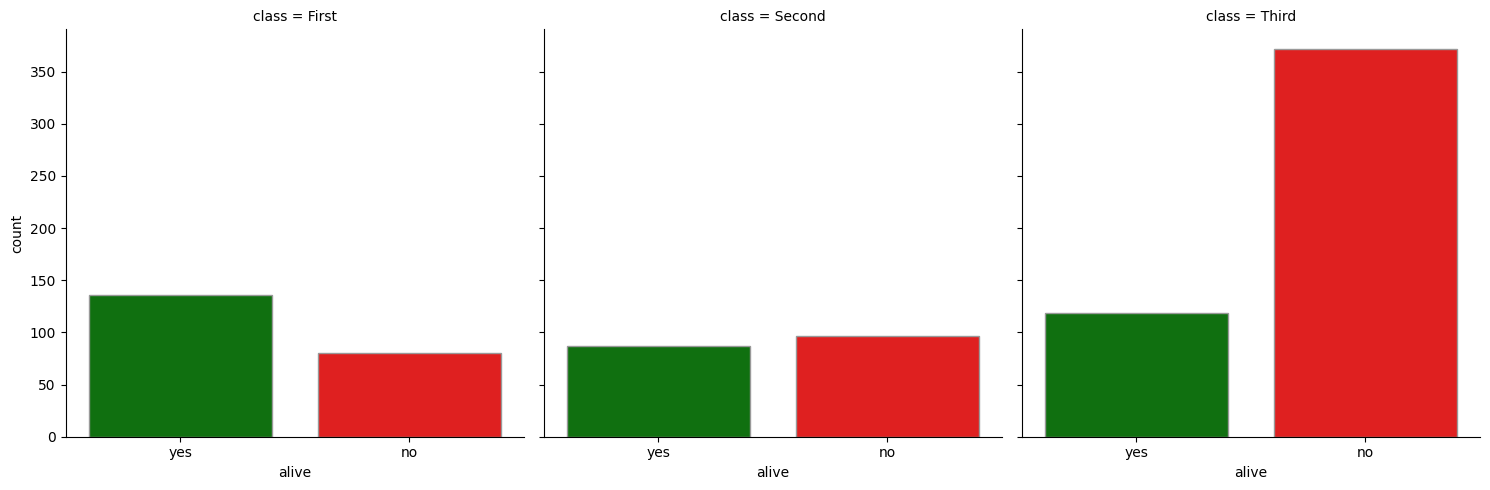 class = First
class = Second
class = Third
350
300
250
200
150
100
50
0
count
yes
no
yes
no
yes
no
alive
alive
alive